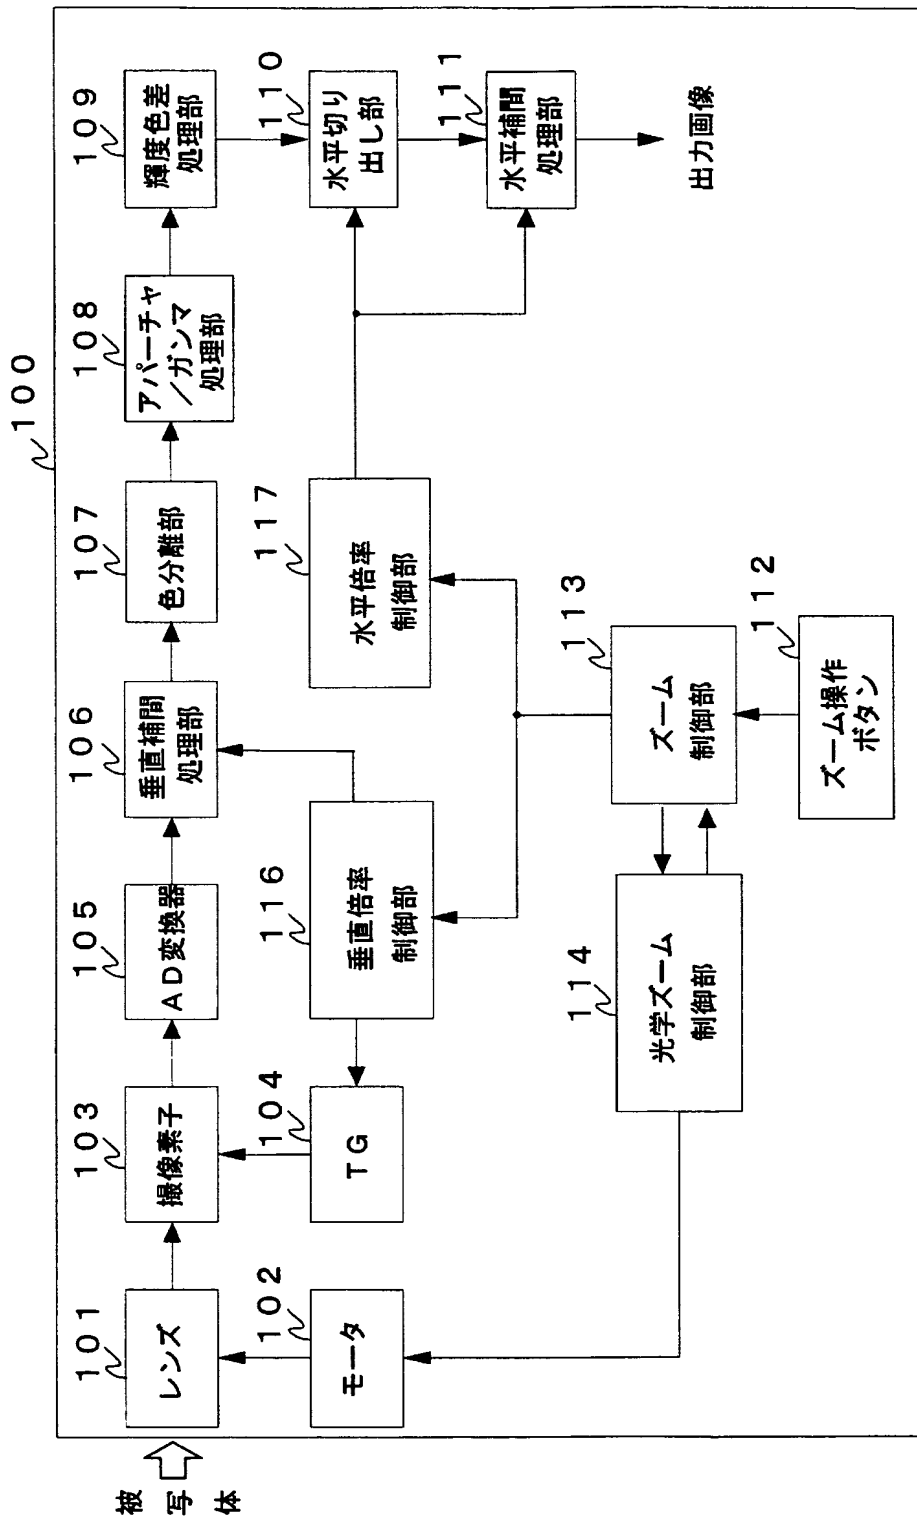 100
被
写
体
101
レンズ
103
撮像素子
105
AD変換器
106
垂直補間
処理部
107
色分離部
108
アパーチャ
/ガンマ
処理部
109
輝度色差
処理部
102
モータ
104
TG
116
垂直倍率
制御部
117
水平倍率
制御部
110
水平切り
出し部
111
水平補間
処理部
出力画像
114
光学ズーム
制御部
113
ズーム
制御部
112
ズーム操作
ボタン